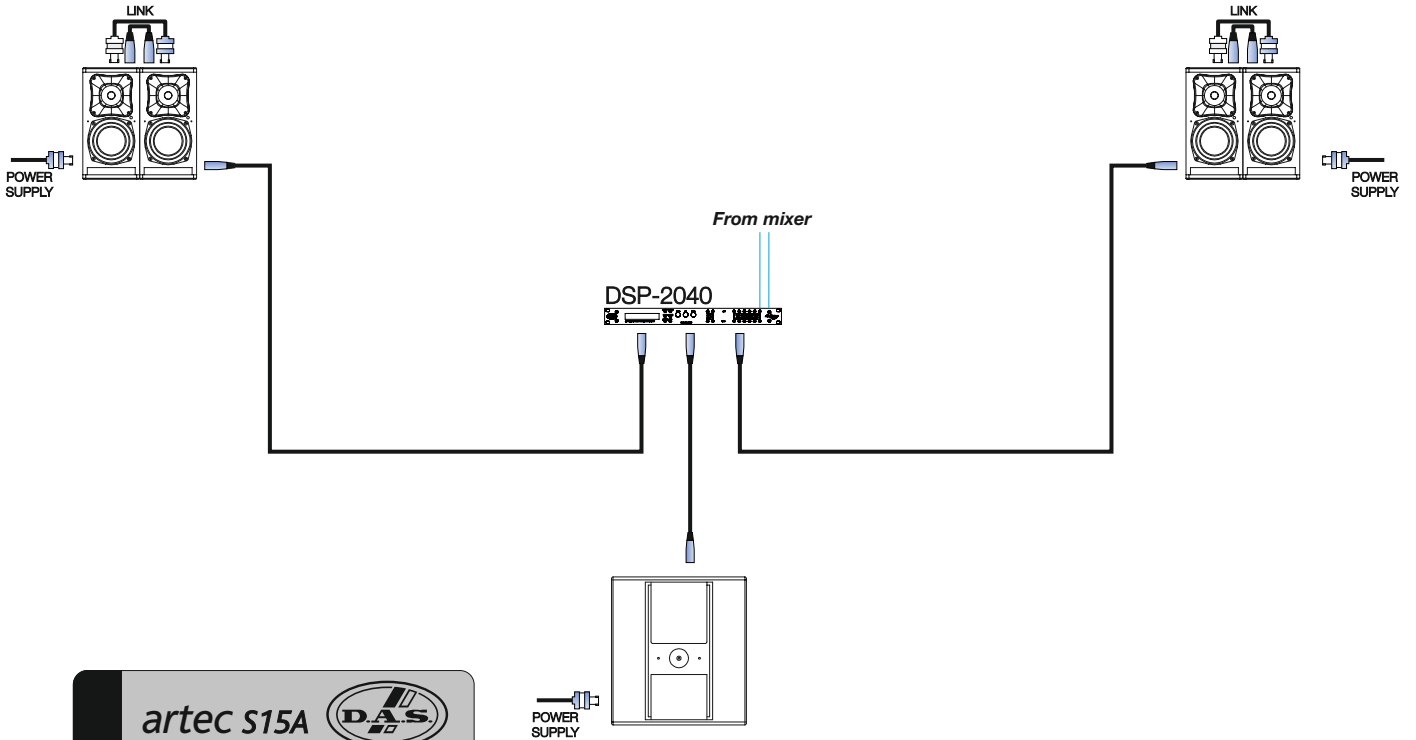 LINK
LINK
POWER
SUPPLY
POWER
SUPPLY
From mixer
DSP-2040
artec S15A
D.A.S.
POWER
SUPPLY